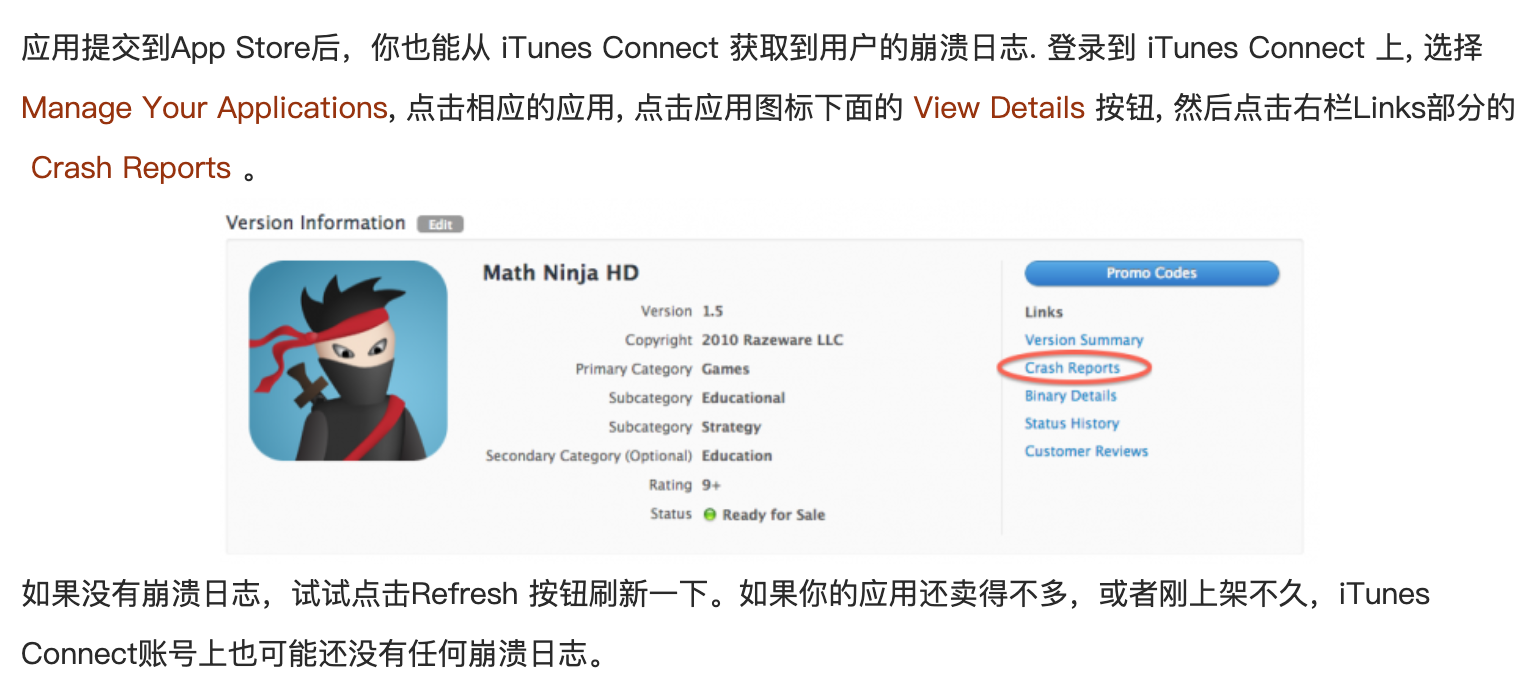 应用提交到App Store后，你也能从 iTunes Connect 获取到用户的崩溃日志. 登录到 iTunes Connect 上, 选择
Manage Your Applications, 点击相应的应用, 点击应用图标下面的 View Details 按钮, 然后点击右栏Links部分的
Crash Reports 。
Version Information Edit
Math Ninja HD
Version 1.5
Copyright 2010 Razeware LLC
Primary Category Games
Subcategory Educational
Subcategory Strategy
Secondary Category (Optional) Education
Rating 9+
Status Ready for Sale
Promo Codes
Links
Version Summary
Crash Reports
Binary Details
Status History
Customer Reviews
如果没有崩溃日志，试试点击Refresh 按钮刷新一下。如果你的应用还卖得不多，或者刚上架不久，iTunes
Connect账号上也可能还没有任何崩溃日志。